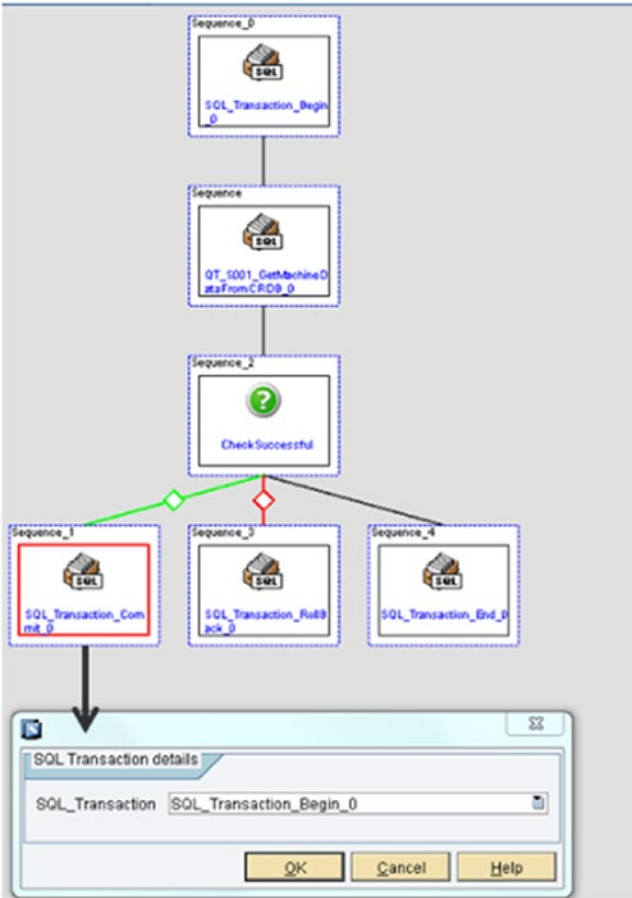 Sequence_0
SQL
SQL_Transaction_Begin
_0
Sequence
SQL
QT_S001_GetMachineD
ataFromCRDB_0
Sequence_2
?
CheckSuccessful
Sequence_1
SQL
SQL_Transaction_Com
mit_0
Sequence_3
SQL
SQL_Transaction_RollB
ack_0
Sequence_4
SQL
SQL_Transaction_End_0
SQL Transaction details
SQL_Transaction SQL_Transaction_Begin_0
OK Cancel Help